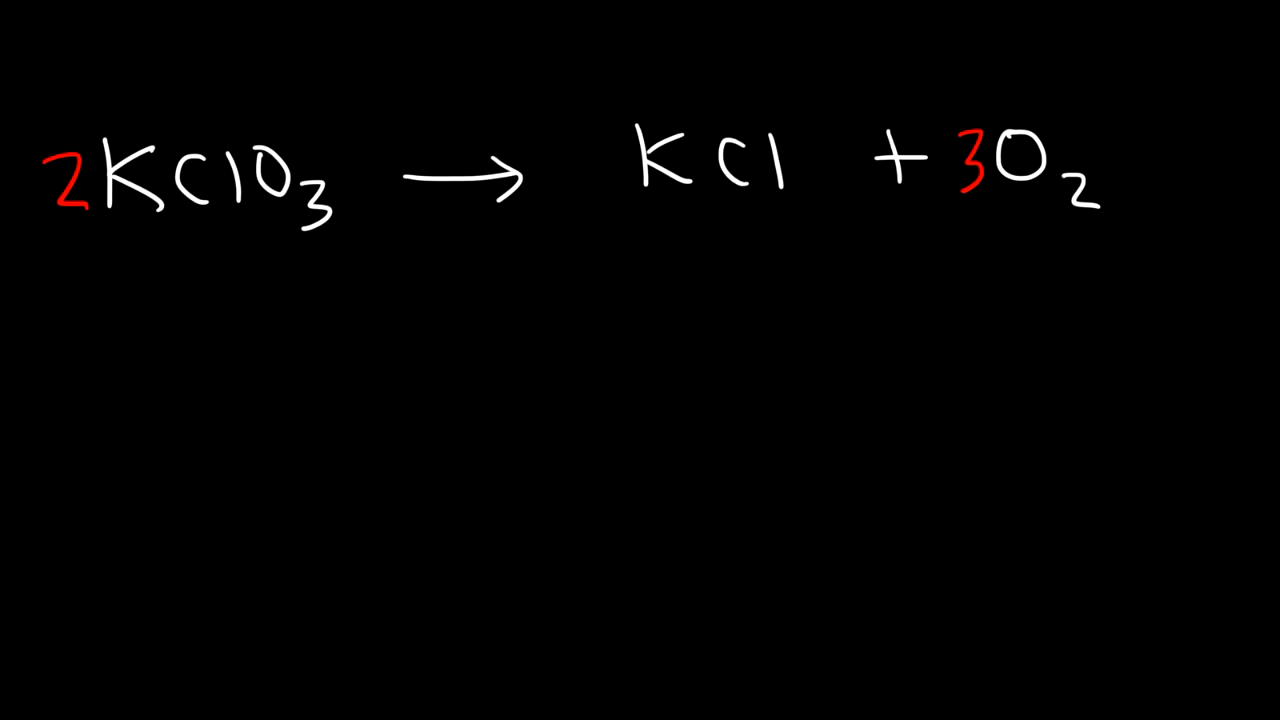 2KClO₃ → KCl + 3O₂